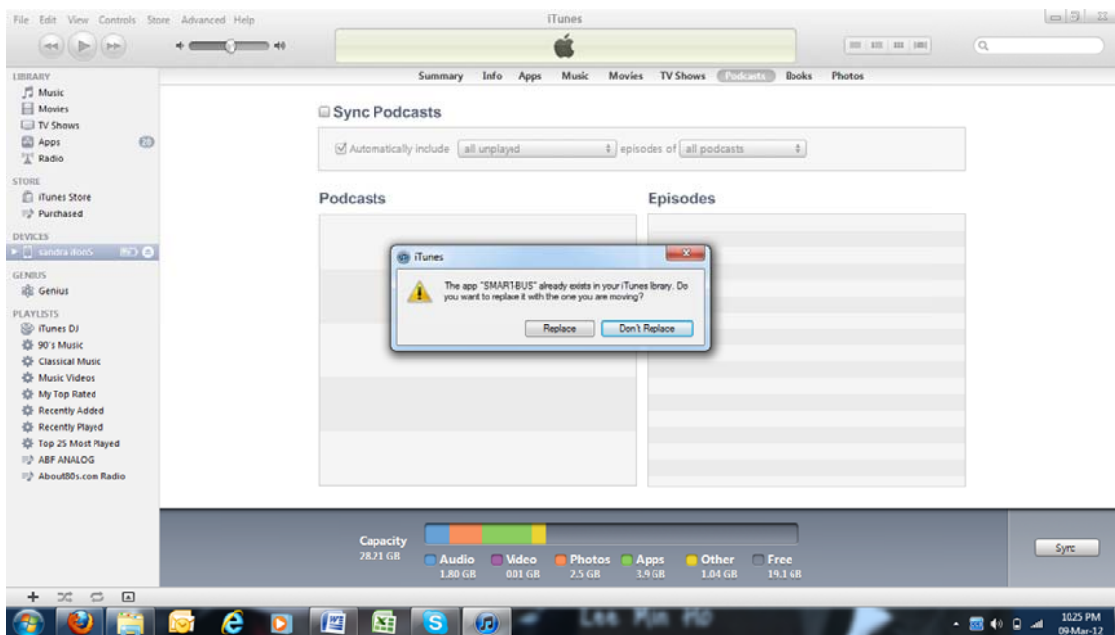 File Edit View Controls Store Advanced Help
iTunes
Summary Info Apps Music Movies TV Shows Podcasts Books Photos
LIBRARY
Music
Movies
TV Shows
Apps 20
Radio
STORE
iTunes Store
Purchased
DEVICES
sandra
GENIUS
Genius
PLAYLISTS
iTunes DJ
90's Music
Classical Music
Music Videos
My Top Rated
Recently Added
Recently Played
Top 25 Most Played
ABF ANALOG
About80s.com Radio
Sync Podcasts
Automatically include all unplayed episodes of all podcasts
Podcasts
Episodes
iTunes
The app "SMART-BUS" already exists in your iTunes library. Do
you want to replace it with the one you are moving?
Replace Don't Replace
Capacity
28.21 GB
Audio Video Photos Apps Other Free
1.80 GB 0.01 GB 2.5 GB 3.9 GB 1.04 GB 19.1 GB
Sync
Lee Min Ho
10:25 PM
09-Mar-12